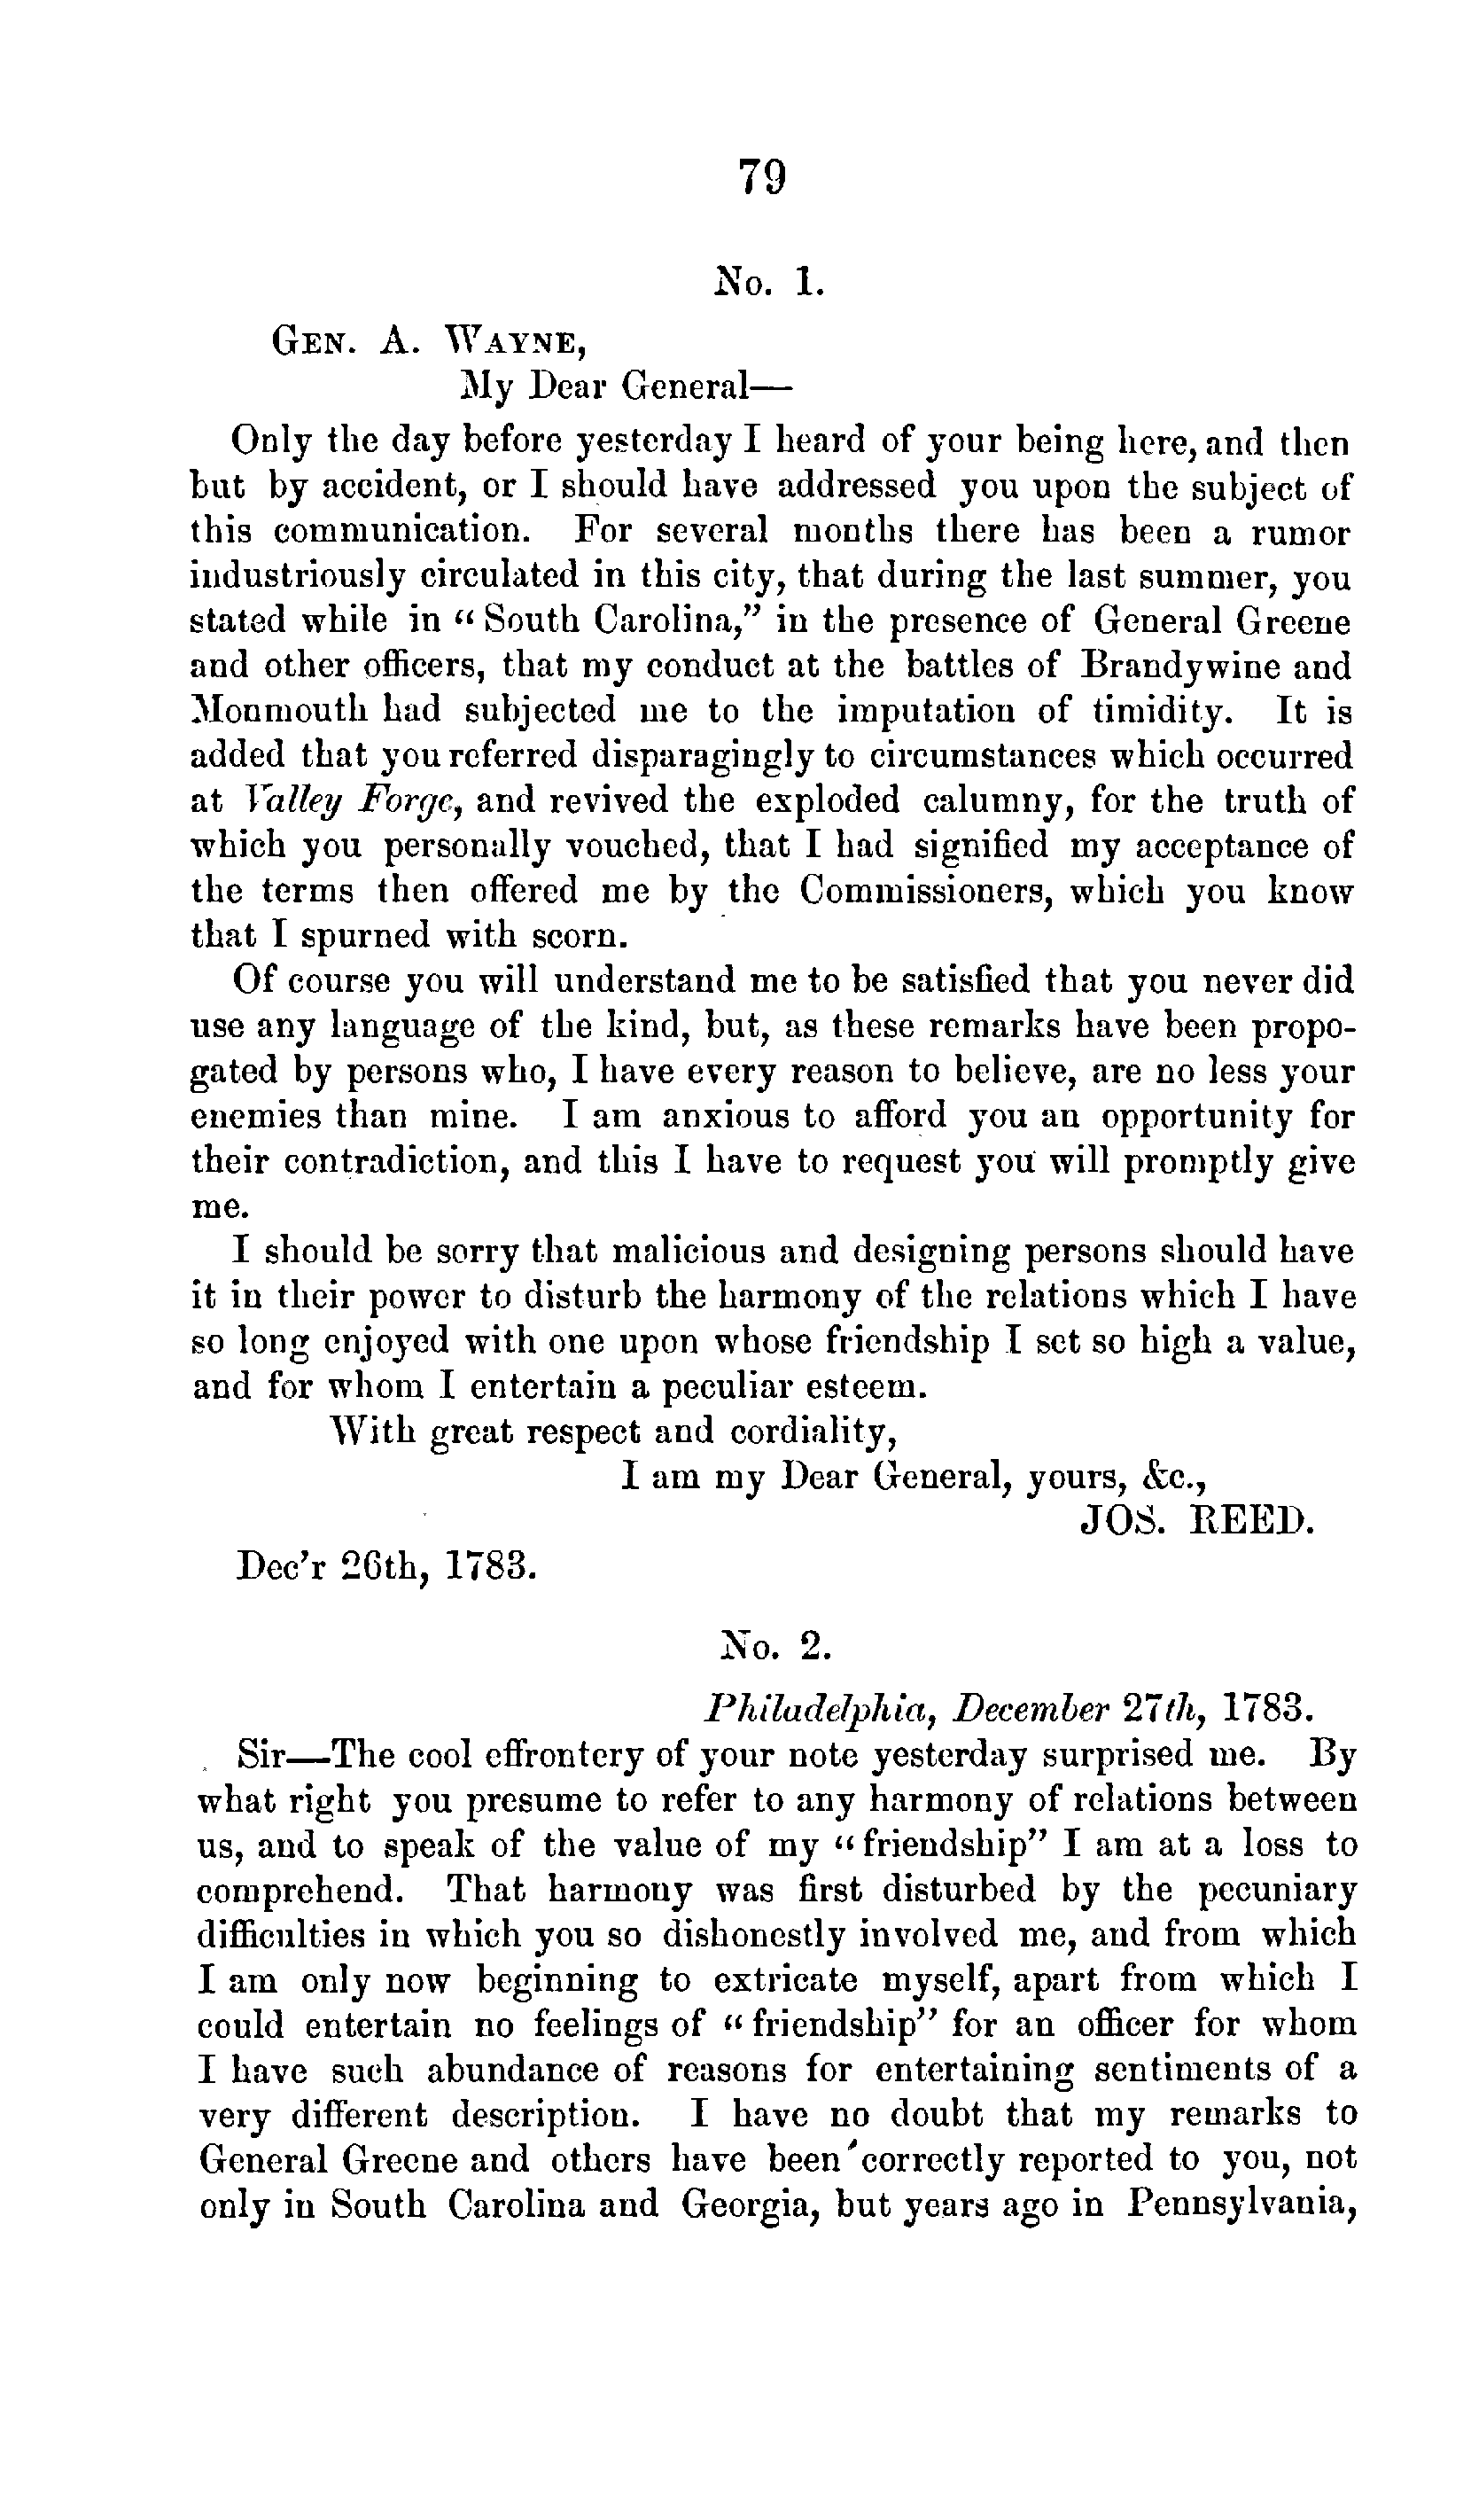 79
No. 1.
GEN. A. WAYNE,
My Dear General—
Only the day before yesterday I heard of your being here, and then
but by accident, or I should have addressed you upon the subject of
this communication. For several months there has been a rumor
industriously circulated in this city, that during the last summer, you
stated while in “South Carolina,” in the presence of General Greene
and other officers, that my conduct at the battles of Brandywine and
Monmouth had subjected me to the imputation of timidity. It is
added that you referred disparagingly to circumstances which occurred
at Valley Forge, and revived the exploded calumny, for the truth of
which you personally vouched, that I had signified my acceptance of
the terms then offered me by the Commissioners, which you know
that I spurned with scorn.
Of course you will understand me to be satisfied that you never did
use any language of the kind, but, as these remarks have been propo-
gated by persons who, I have every reason to believe, are no less your
enemies than mine. I am anxious to afford you an opportunity for
their contradiction, and this I have to request you will promptly give
me.
I should be sorry that malicious and designing persons should have
it in their power to disturb the harmony of the relations which I have
so long enjoyed with one upon whose friendship I set so high a value,
and for whom I entertain a peculiar esteem.
With great respect and cordiality,
I am my Dear General, yours, &c.,
JOS. REED.
Dec'r 26th, 1783.
No. 2.
Philadelphia, December 27th, 1783.
Sir—The cool effrontery of your note yesterday surprised me. By
what right you presume to refer to any harmony of relations between
us, and to speak of the value of my “friendship” I am at a loss to
comprehend. That harmony was first disturbed by the pecuniary
difficulties in which you so dishonestly involved me, and from which
I am only now beginning to extricate myself, apart from which I
could entertain no feelings of “friendship” for an officer for whom
I have such abundance of reasons for entertaining sentiments of a
very different description. I have no doubt that my remarks to
General Greene and others have been correctly reported to you, not
only in South Carolina and Georgia, but years ago in Pennsylvania,